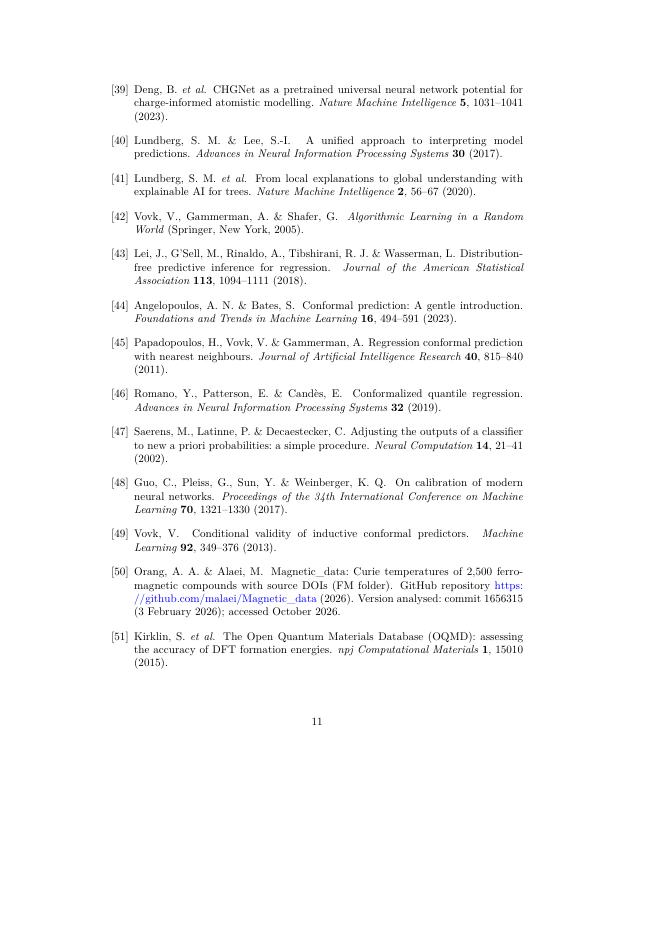 [39] Deng, B. et al. CHGNet as a pretrained universal neural network potential for
charge-informed atomistic modelling. Nature Machine Intelligence 5, 1031–1041
(2023).
[40] Lundberg, S. M. & Lee, S.-I. A unified approach to interpreting model
predictions. Advances in Neural Information Processing Systems 30 (2017).
[41] Lundberg, S. M. et al. From local explanations to global understanding with
explainable AI for trees. Nature Machine Intelligence 2, 56–67 (2020).
[42] Vovk, V., Gammerman, A. & Shafer, G. Algorithmic Learning in a Random
World (Springer, New York, 2005).
[43] Lei, J., G'Sell, M., Rinaldo, A., Tibshirani, R. J. & Wasserman, L. Distribution-
free predictive inference for regression. Journal of the American Statistical
Association 113, 1094–1111 (2018).
[44] Angelopoulos, A. N. & Bates, S. Conformal prediction: A gentle introduction.
Foundations and Trends in Machine Learning 16, 494–591 (2023).
[45] Papadopoulos, H., Vovk, V. & Gammerman, A. Regression conformal prediction
with nearest neighbours. Journal of Artificial Intelligence Research 40, 815–840
(2011).
[46] Romano, Y., Patterson, E. & Candès, E. Conformalized quantile regression.
Advances in Neural Information Processing Systems 32 (2019).
[47] Saerens, M., Latinne, P. & Decaestecker, C. Adjusting the outputs of a classifier
to new a priori probabilities: a simple procedure. Neural Computation 14, 21–41
(2002).
[48] Guo, C., Pleiss, G., Sun, Y. & Weinberger, K. Q. On calibration of modern
neural networks. Proceedings of the 34th International Conference on Machine
Learning 70, 1321–1330 (2017).
[49] Vovk, V. Conditional validity of inductive conformal predictors. Machine
Learning 92, 349–376 (2013).
[50] Orang, A. A. & Alaei, M. Magnetic_data: Curie temperatures of 2,500 ferro-
magnetic compounds with source DOIs (FM folder). GitHub repository https:
//github.com/malaei/Magnetic_data (2026). Version analysed: commit 1656315
(3 February 2026); accessed October 2026.
[51] Kirklin, S. et al. The Open Quantum Materials Database (OQMD): assessing
the accuracy of DFT formation energies. npj Computational Materials 1, 15010
(2015).
11